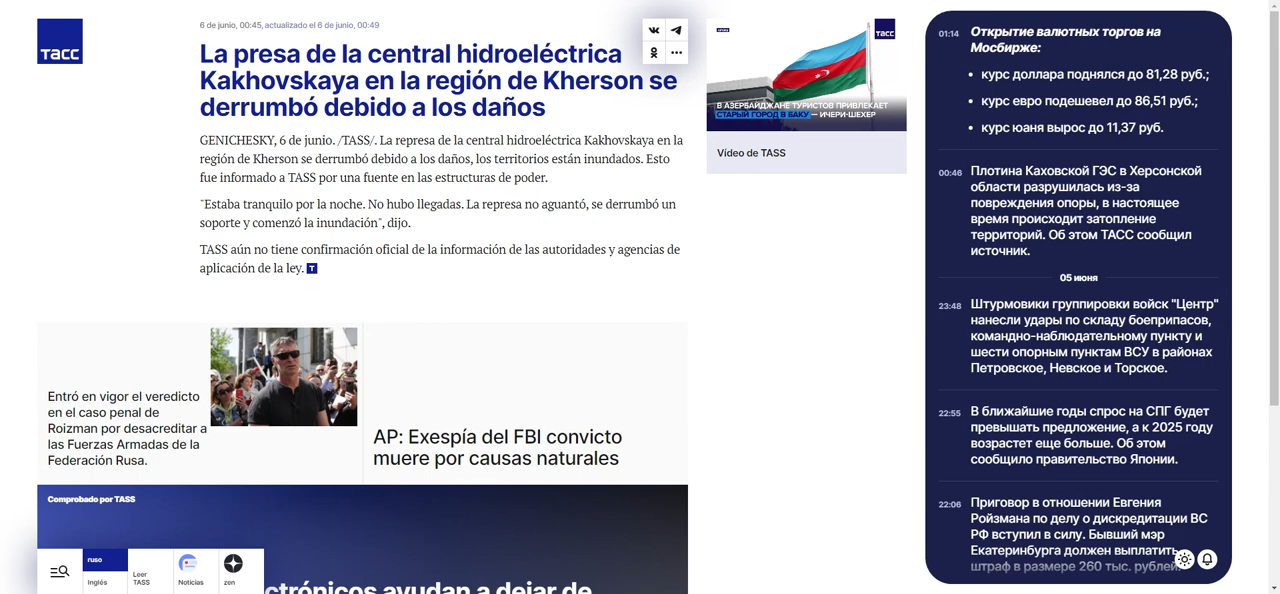 ТАСС
6 de junio, 00:45, actualizado el 6 de junio, 00:49
La presa de la central hidroeléctrica
Kakhovskaya en la región de Kherson se
derrumbó debido a los daños
GENICHESKY, 6 de junio. /TASS/. La represa de la central hidroeléctrica Kakhovskaya en la
región de Kherson se derrumbó debido a los daños, los territorios están inundados. Esto
fue informado a TASS por una fuente en las estructuras de poder.
"Estaba tranquilo por la noche. No hubo llegadas. La represa no aguantó, se derrumbó un
soporte y comenzó la inundación", dijo.
TASS aún no tiene confirmación oficial de la información de las autoridades y agencias de
aplicación de la ley.
ТАСС
В АЗЕРБАЙДЖАНЕ ТУРИСТОВ ПРИВЛЕКАЕТ
СТАРЫЙ ГОРОД В БАКУ — ИЧЕРИ-ШЕХЕР
Vídeo de TASS
Entró en vigor el veredicto
en el caso penal de
Roizman por desacreditar a
las Fuerzas Armadas de la
Federación Rusa.
AP: Exespía del FBI convicto
muere por causas naturales
Comprobado por TASS
ctrónicos ayudan a dejar de
ruso
Inglés
Leer
TASS
Noticias
zen
01:14 Открытие валютных торгов на
Мосбирже:
• курс доллара поднялся до 81,28 руб.;
• курс евро подешевел до 86,51 руб.;
• курс юаня вырос до 11,37 руб.
00:46 Плотина Каховской ГЭС в Херсонской
области разрушилась из-за
повреждения опоры, в настоящее
время происходит затопление
территорий. Об этом ТАСС сообщил
источник.
05 июня
23:48 Штурмовики группировки войск "Центр"
нанесли удары по складу боеприпасов,
командно-наблюдательному пункту и
шести опорным пунктам ВСУ в районах
Петровское, Невское и Торское.
22:55 В ближайшие годы спрос на СПГ будет
превышать предложение, а к 2025 году
возрастет еще больше. Об этом
сообщило правительство Японии.
22:06 Приговор в отношении Евгения
Ройзмана по делу о дискредитации ВС
РФ вступил в силу. Бывший мэр
Екатеринбурга должен выплатить
штраф в размере 260 тыс. рублей.